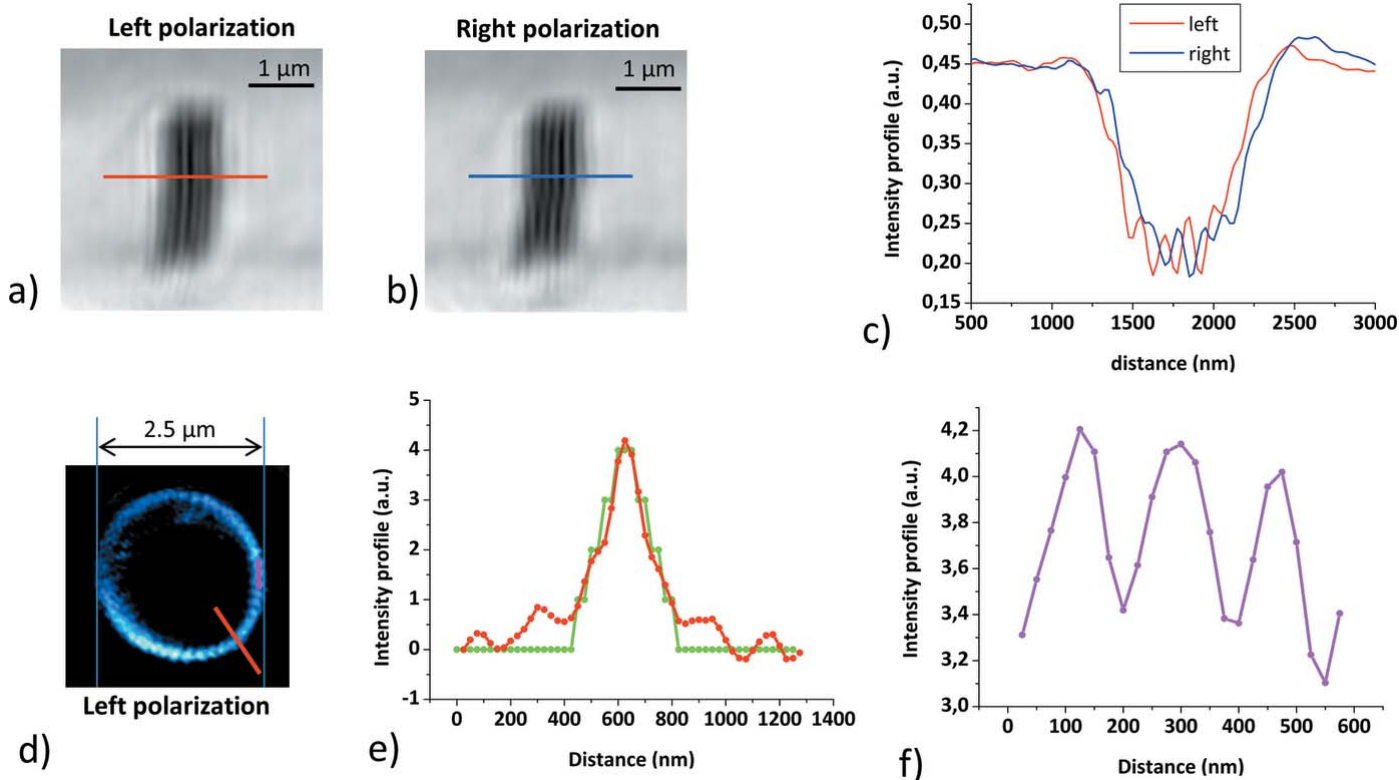 Left polarization
Right polarization
1 μm
1 μm
a)
b)
0,50
0,45
0,40
0,35
0,30
0,25
0,20
0,15
500
1000
1500
2000
2500
3000
Intensity profile (a.u.)
distance (nm)
left
right
c)
2.5 μm
Left polarization
d)
5
4
3
2
1
0
-1
0
200
400
600
800
1000
1200
1400
Intensity profile (a.u.)
Distance (nm)
e)
4,2
4,0
3,8
3,6
3,4
3,2
3,0
0
100
200
300
400
500
600
Intensity profile (a.u.)
Distance (nm)
f)